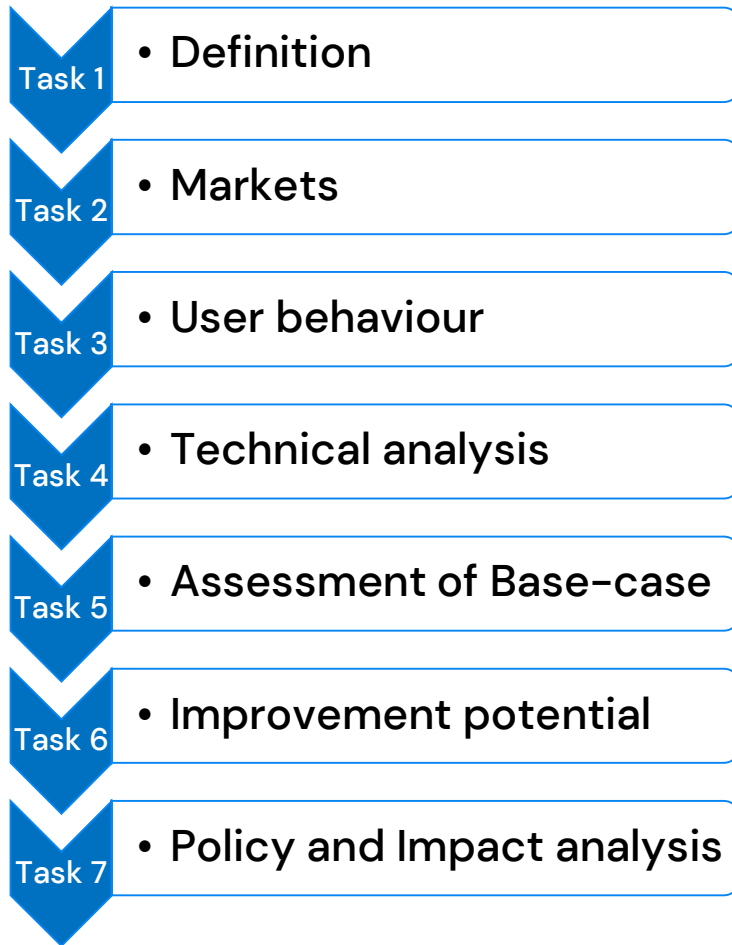 Task 1
• Definition
Task 2
• Markets
Task 3
• User behaviour
Task 4
• Technical analysis
Task 5
• Assessment of Base-case
Task 6
• Improvement potential
Task 7
• Policy and Impact analysis